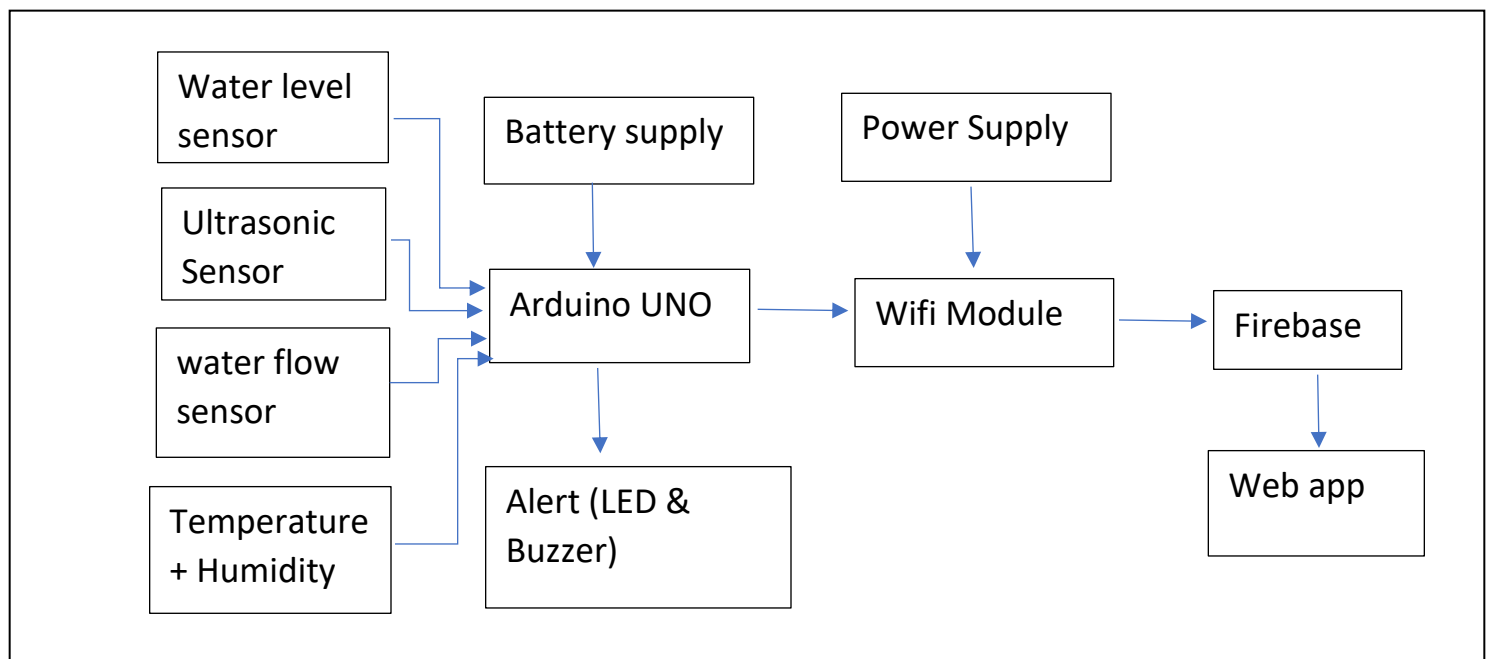 Water level
sensor
Ultrasonic
Sensor
water flow
sensor
Temperature
+ Humidity
Battery supply
Arduino UNO
Alert (LED &
Buzzer)
Power Supply
Wifi Module
Firebase
Web app